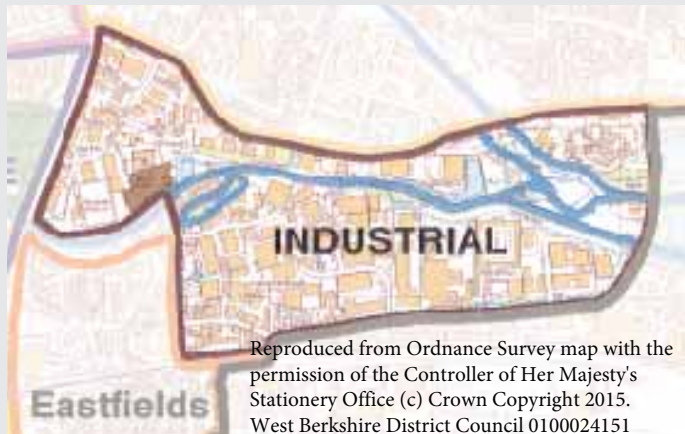 INDUSTRIAL
Reproduced from Ordnance Survey map with the
permission of the Controller of Her Majesty's
Stationery Office (c) Crown Copyright 2015.
West Berkshire District Council 0100024151
Eastfields